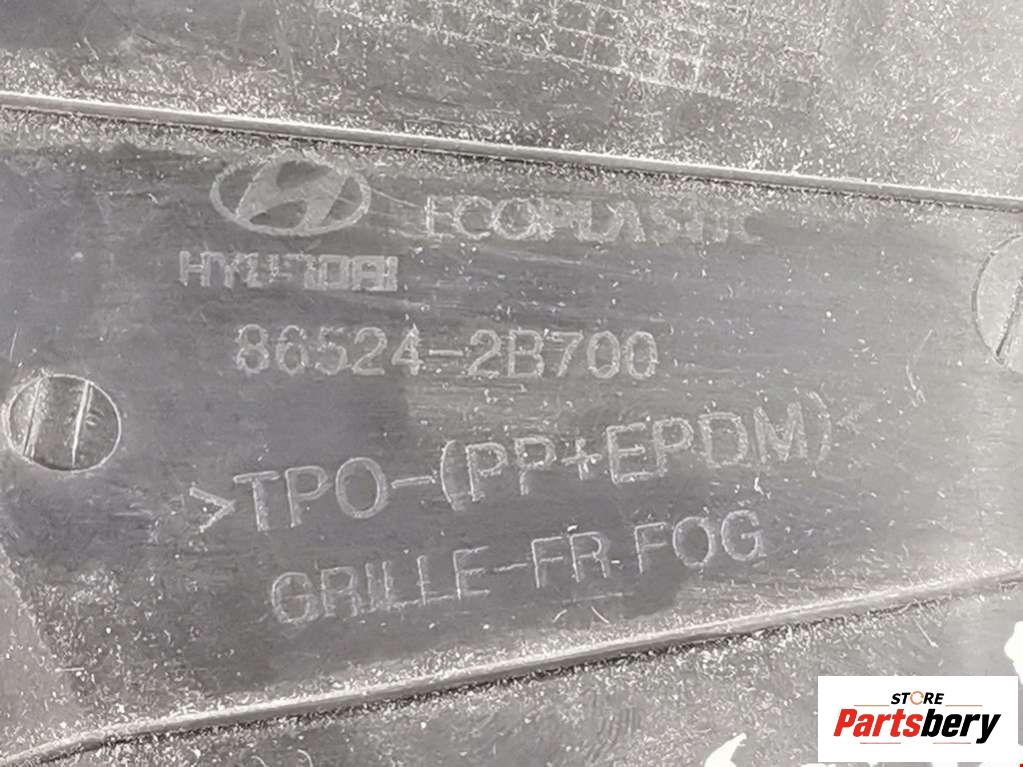 ECOPLASTIC
HYUNDAI
86524-2B700
>TPO-(PP+EPDM)<
GRILLE-FR FOG
STORE
Partsbery